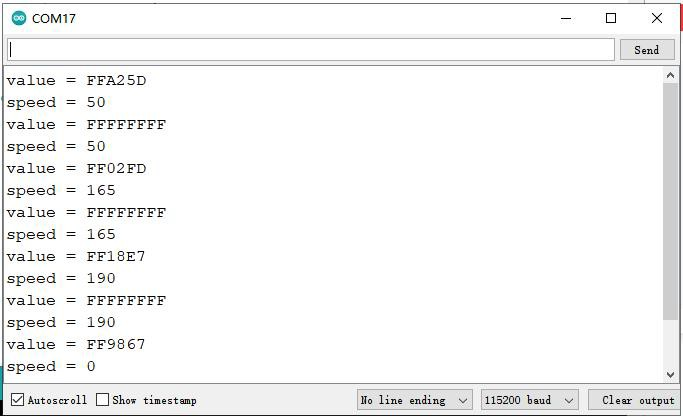 COM17
Send
value = FFA25D
speed = 50
value = FFFFFFFF
speed = 50
value = FF02FD
speed = 165
value = FFFFFFFF
speed = 165
value = FF18E7
speed = 190
value = FFFFFFFF
speed = 190
value = FF9867
speed = 0
Autoscroll Show timestamp No line ending 115200 baud Clear output